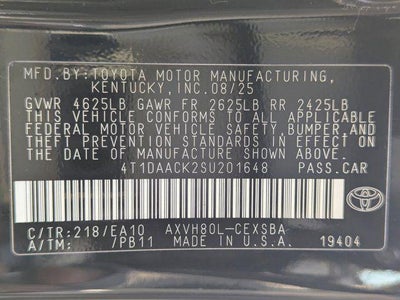 MFD.BY:TOYOTA MOTOR MANUFACTURING,
KENTUCKY,INC.08/25
GVWR 4625LB GAWR FR 2625LB RR 2425LB
THIS VEHICLE CONFORMS TO ALL APPLICABLE
FEDERAL MOTOR VEHICLE SAFETY,BUMPER,AND
THEFT PREVENTION STANDARDS IN EFFECT ON THE
DATE OF MANUFACTURE SHOWN ABOVE.
4T1DAACK2SU201648 PASS.CAR
C/TR:218/EA10 AXVH80L-CEXSBA
A/TM: /PB11 MADE IN U.S.A. 19404
TOYOTA